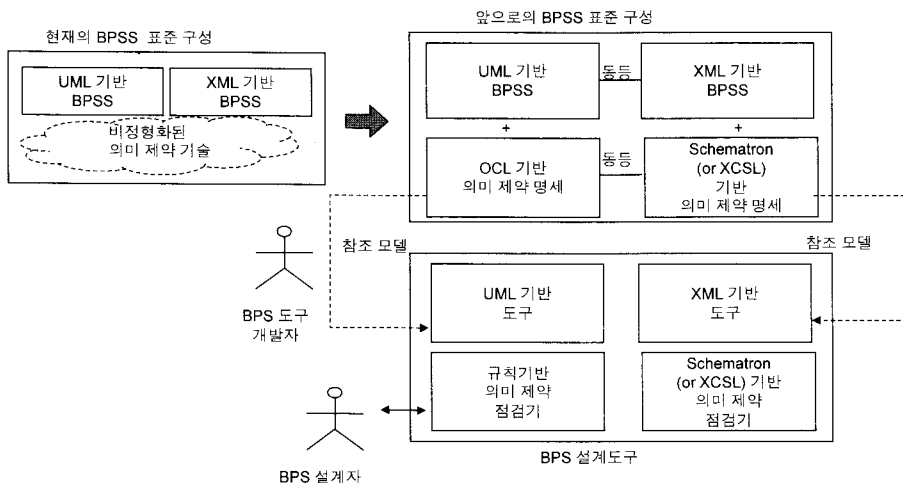 현재의 BPSS 표준 구성
UML 기반
BPSS
XML 기반
BPSS
비정형화된
의미 제약 기술
앞으로의 BPSS 표준 구성
UML 기반
BPSS
동등
XML 기반
BPSS
+
+
OCL 기반
의미 제약 명세
동등
Schematron
(or XCSL)
기반
의미 제약 명세
참조 모델
참조 모델
BPS 도구
개발자
UML 기반
도구
XML 기반
도구
규칙기반
의미 제약
점검기
Schematron
(or XCSL) 기반
의미 제약
점검기
BPS 설계자
BPS 설계도구